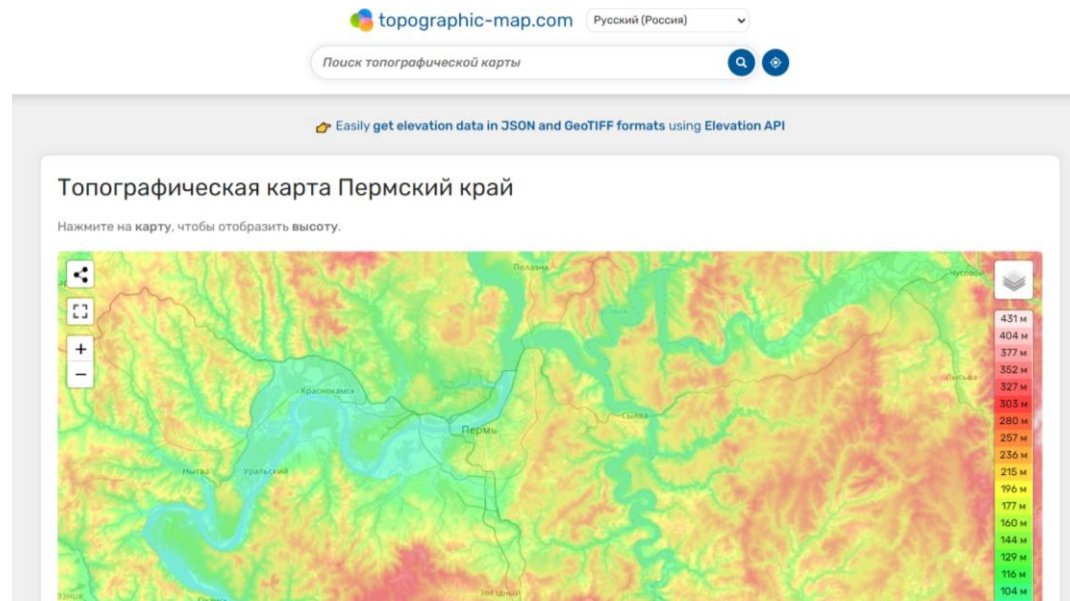 topographic-map.com
Русский (Россия)
Поиск топографической карты
Easily get elevation data in JSON and GeoTIFF formats using Elevation API
Топографическая карта Пермский край
Нажмите на карту, чтобы отобразить высоту.
Полазна
Чусовой
431 м
404 м
377 м
352 м
327 м
303 м
280 м
257 м
236 м
215 м
196 м
177 м
160 м
144 м
129 м
116 м
104 м
+
−
Краснокамск
Лысьва
Сылва
Пермь
Нытва
Уральский
Звёздный